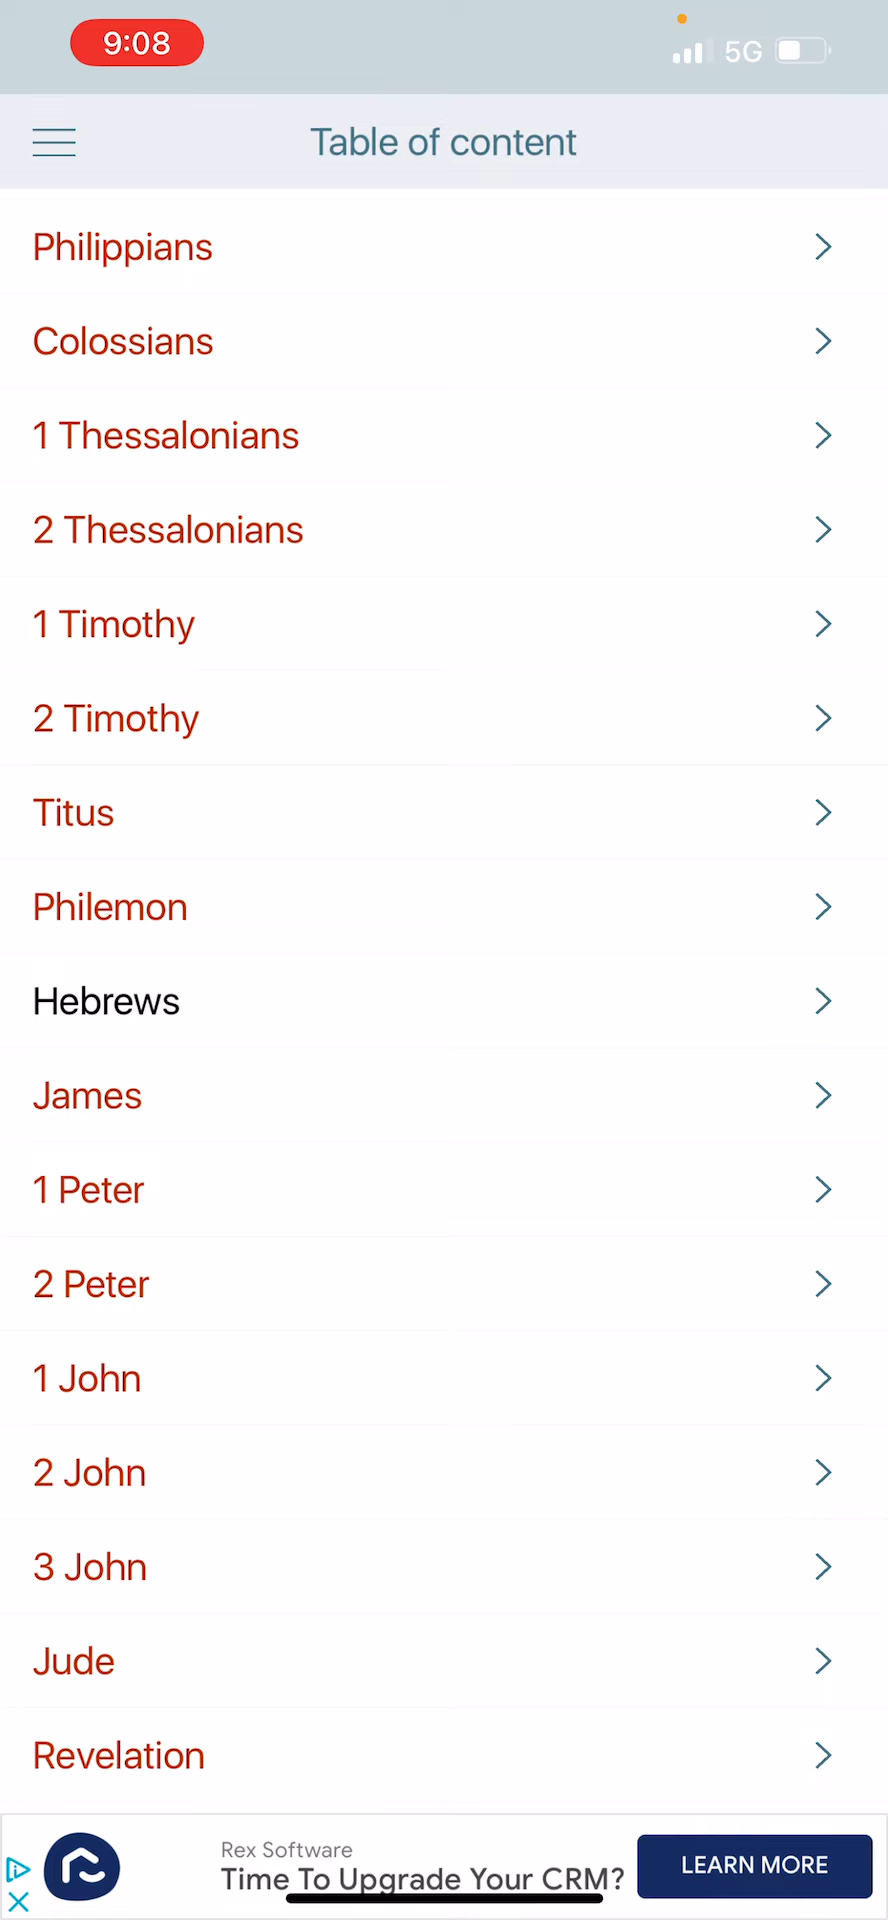 9:08
5G
Table of content
Philippians
Colossians
1 Thessalonians
2 Thessalonians
1 Timothy
2 Timothy
Titus
Philemon
Hebrews
James
1 Peter
2 Peter
1 John
2 John
3 John
Jude
Revelation
Rex Software
Time To Upgrade Your CRM?
LEARN MORE